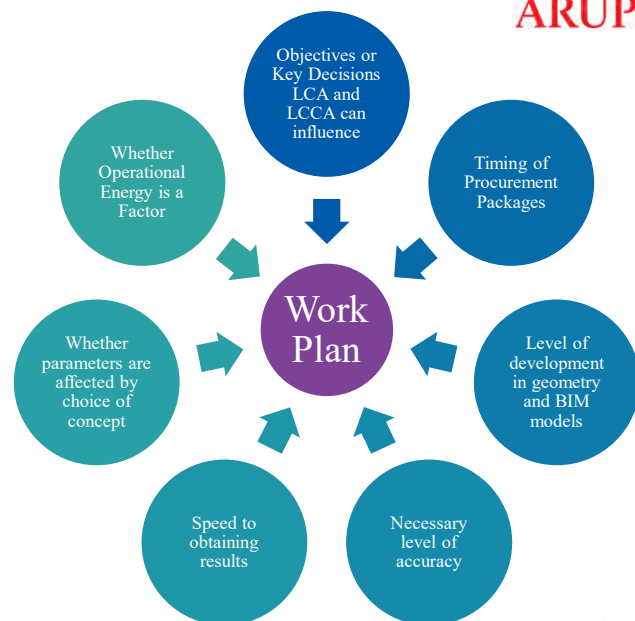 ARUP
Objectives or
Key Decisions
LCA and
LCCA can
influence
Timing of
Procurement
Packages
Level of
development
in geometry
and BIM
models
Necessary
level of
accuracy
Speed to
obtaining
results
Whether
parameters are
affected by
choice of
concept
Whether
Operational
Energy is a
Factor
Work
Plan